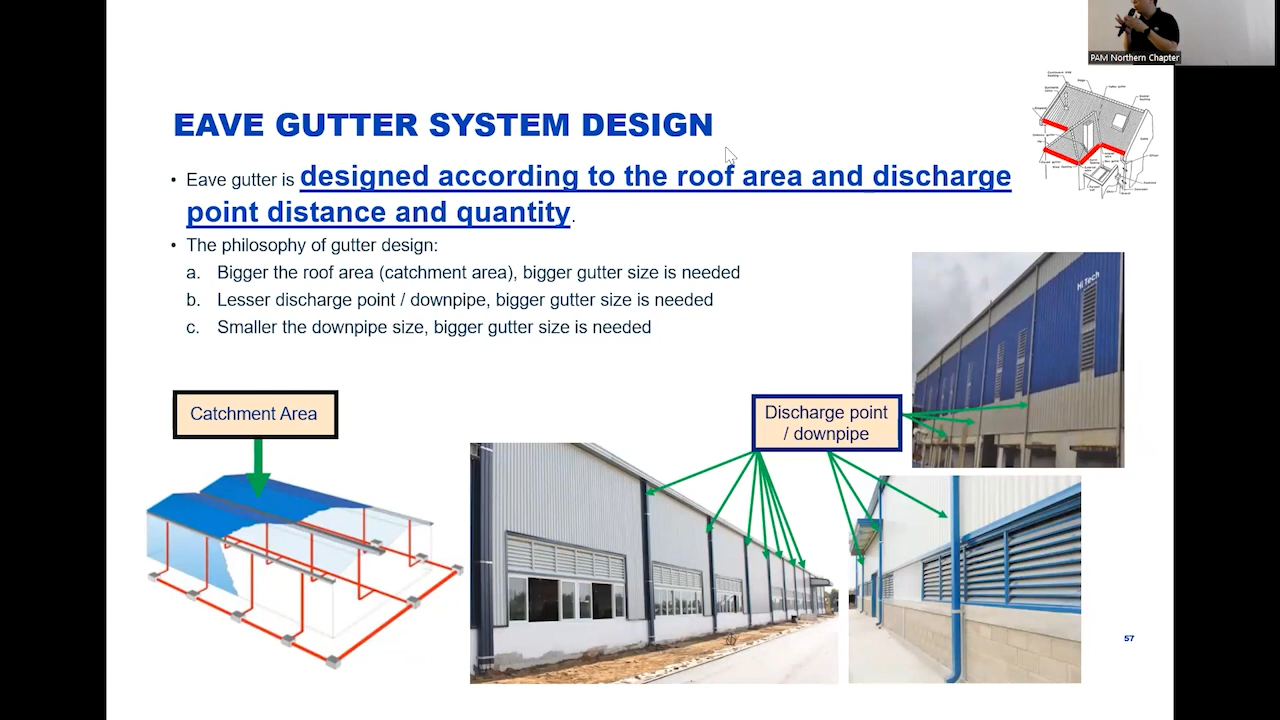 PAM Northern Chapter
EAVE GUTTER SYSTEM DESIGN
• Eave gutter is designed according to the roof area and discharge
point distance and quantity.
• The philosophy of gutter design:
a. Bigger the roof area (catchment area), bigger gutter size is needed
b. Lesser discharge point / downpipe, bigger gutter size is needed
c. Smaller the downpipe size, bigger gutter size is needed
Hi Tech
Catchment Area
Discharge point
/ downpipe
57